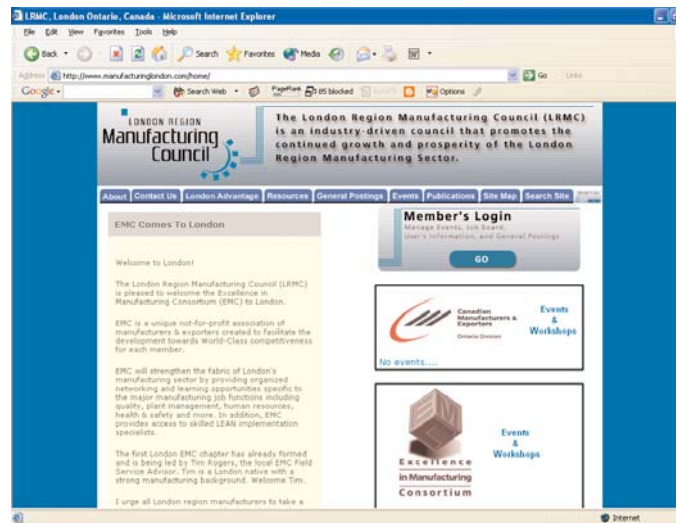 LRMC, London Ontario, Canada - Microsoft Internet Explorer
File Edit View Favorites Tools Help
Back Search Favorites Media
Address http://www.manufacturinglondon.com/home/ Go Links
Google Search Web PageRank 85 blocked Options
LONDON REGION
Manufacturing
Council
The London Region Manufacturing Council (LRMC)
is an industry-driven council that promotes the
continued growth and prosperity of the London
Region Manufacturing Sector.
About Contact Us London Advantage Resources General Postings Events Publications Site Map Search Site
EMC Comes To London
Welcome to London!
The London Region Manufacturing Council (LRMC)
is pleased to welcome the Excellence in
Manufacturing Consortium (EMC) to London.
EMC is a unique not-for-profit association of
manufacturers & exporters created to facilitate the
development towards World-Class competitiveness
for each member.
EMC will strengthen the fabric of London's
manufacturing sector by providing organized
networking and learning opportunities specific to
the major manufacturing job functions including
quality, plant management, human resources,
health & safety and more. In addition, EMC
provides access to skilled LEAN implementation
specialists.
The first London EMC chapter has already formed
and is being led by Tim Rogers, the local EMC Field
Service Advisor. Tim is a London native with a
strong manufacturing background. Welcome Tim.
I urge all London region manufacturers to take a
Member's Login
Manage Events, Job Board,
User's Information, and General Postings
GO
Canadian
Manufacturers &
Exporters
Ontario Division
Events
&
Workshops
No events....
EMC
Excellence
in Manufacturing
Consortium
Events
&
Workshops
Internet